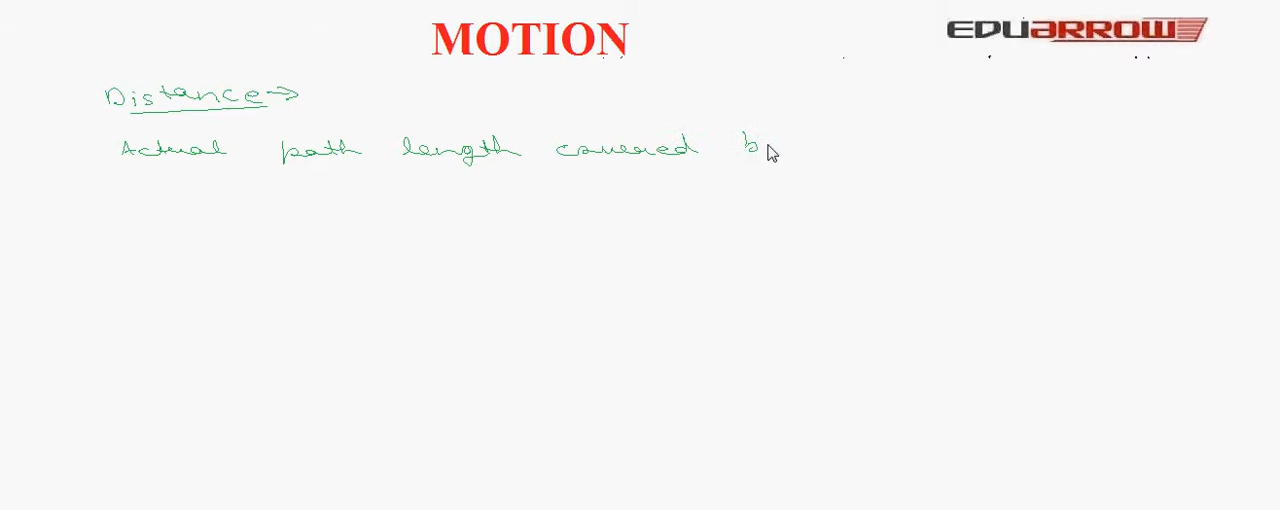 MOTION
EDUARROW
Distance→
Actual path length covered b